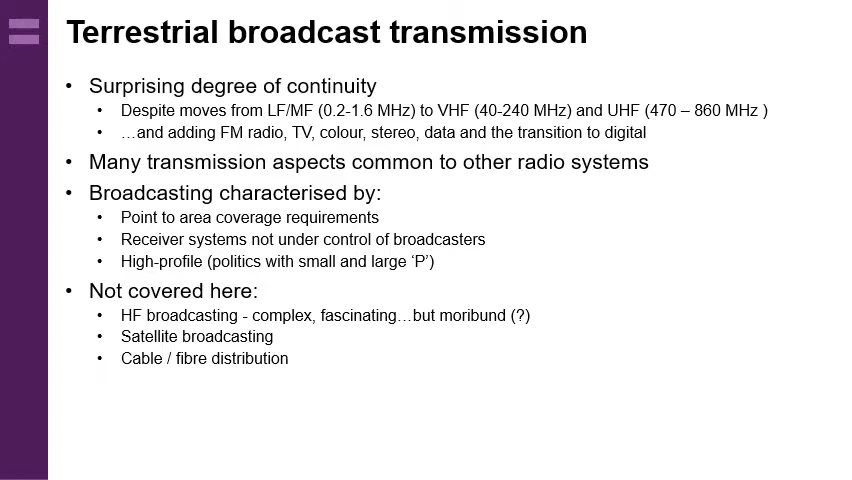 Terrestrial broadcast transmission
• Surprising degree of continuity
• Despite moves from LF/MF (0.2-1.6 MHz) to VHF (40-240 MHz) and UHF (470 – 860 MHz )
• …and adding FM radio, TV, colour, stereo, data and the transition to digital
• Many transmission aspects common to other radio systems
• Broadcasting characterised by:
• Point to area coverage requirements
• Receiver systems not under control of broadcasters
• High-profile (politics with small and large ‘P’)
• Not covered here:
• HF broadcasting - complex, fascinating…but moribund (?)
• Satellite broadcasting
• Cable / fibre distribution